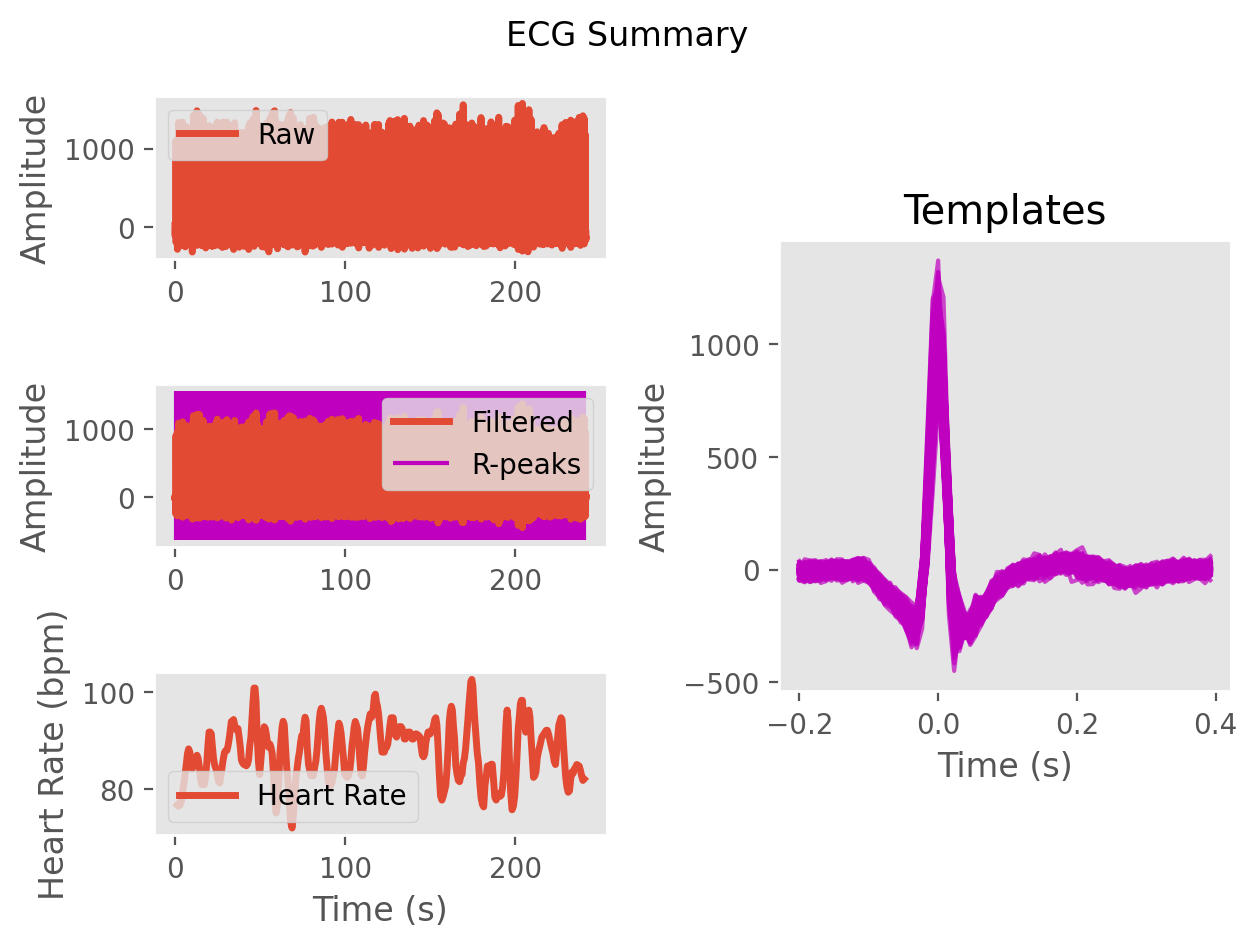 ECG Summary
Amplitude
1000
0
Raw
0 100 200
Amplitude
1000
0
Filtered
R-peaks
0 100 200
Heart Rate (bpm)
100
80
Heart Rate
0 100 200
Time (s)
Templates
Amplitude
1000
500
0
−500
−0.2 0.0 0.2 0.4
Time (s)